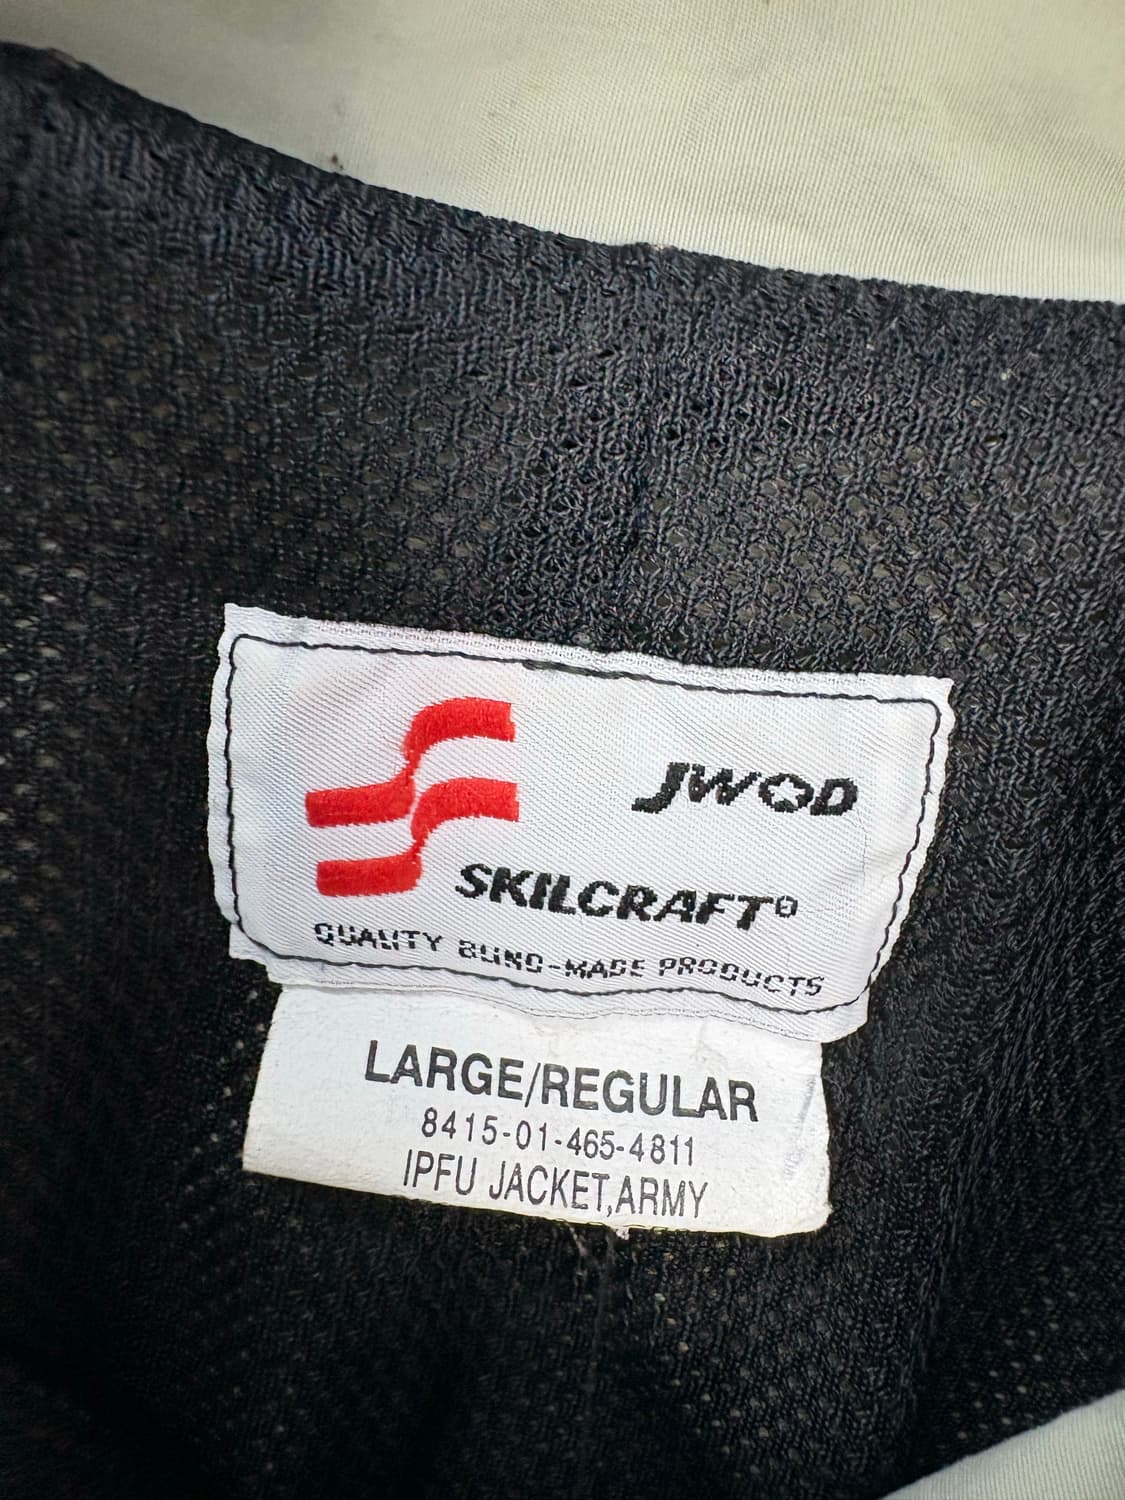 JWOD
SKILCRAFT®
QUALITY BLIND-MADE PRODUCTS
LARGE/REGULAR
8415-01-465-4811
IPFU JACKET,ARMY